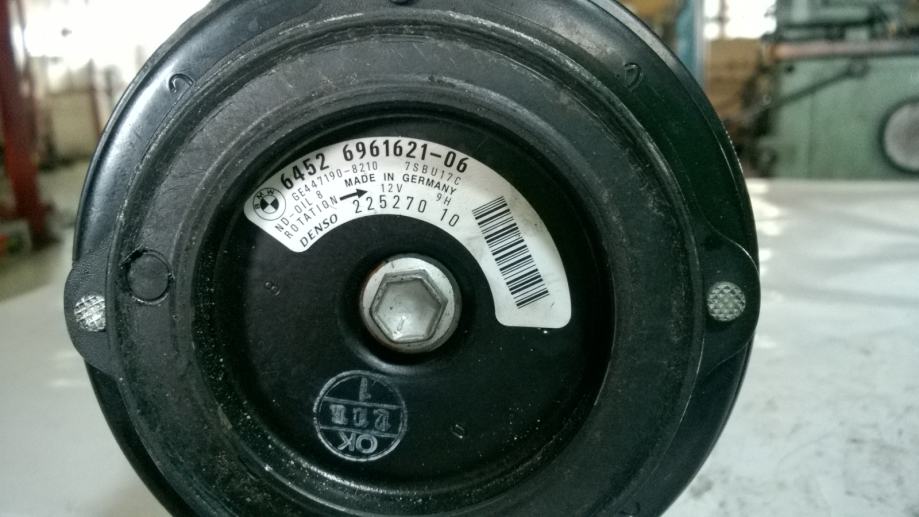 BMW
6452 6961621-06
GE447190-8210 7SBU17C
ND-OIL 8 MADE IN GERMANY
ROTATION → 12V 9H
DENSO 225270 10
OK
1